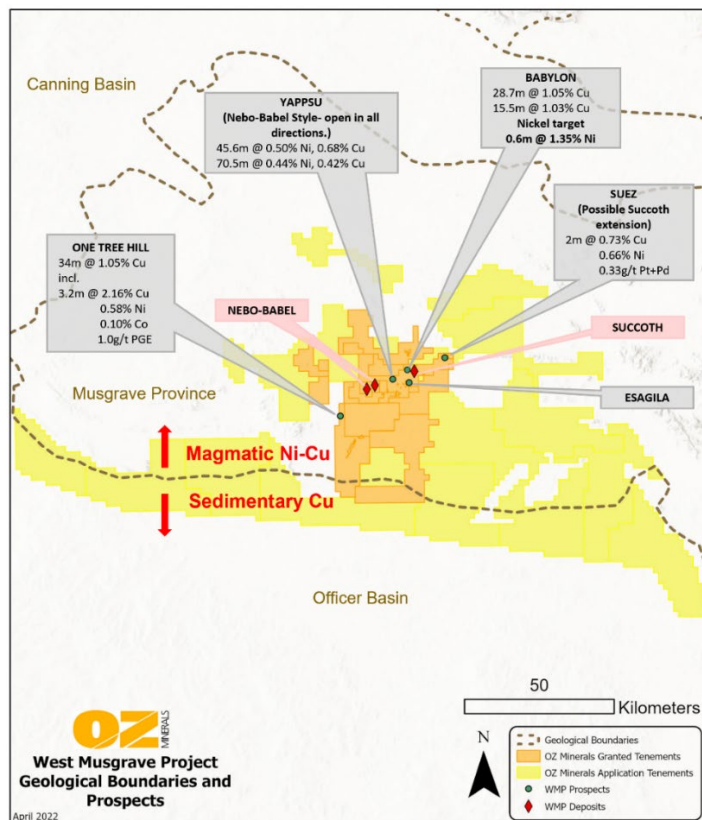 Canning Basin
YAPPSU
(Nebo-Babel Style- open in all
directions.)
45.6m @ 0.50% Ni, 0.68% Cu
70.5m @ 0.44% Ni, 0.42% Cu
BABYLON
28.7m @ 1.05% Cu
15.5m @ 1.03% Cu
Nickel target
0.6m @ 1.35% Ni
SUEZ
(Possible Succoth
extension)
2m @ 0.73% Cu
0.66% Ni
0.33g/t Pt+Pd
ONE TREE HILL
34m @ 1.05% Cu
incl.
3.2m @ 2.16% Cu
0.58% Ni
0.10% Co
1.0g/t PGE
NEBO-BABEL
SUCCOTH
ESAGILA
Musgrave Province
Magmatic Ni-Cu
Sedimentary Cu
Officer Basin
50
Kilometers
N
OZ
MINERALS
West Musgrave Project
Geological Boundaries and
Prospects
April 2022
Geological Boundaries
OZ Minerals Granted Tenements
OZ Minerals Application Tenements
WMP Prospects
WMP Deposits